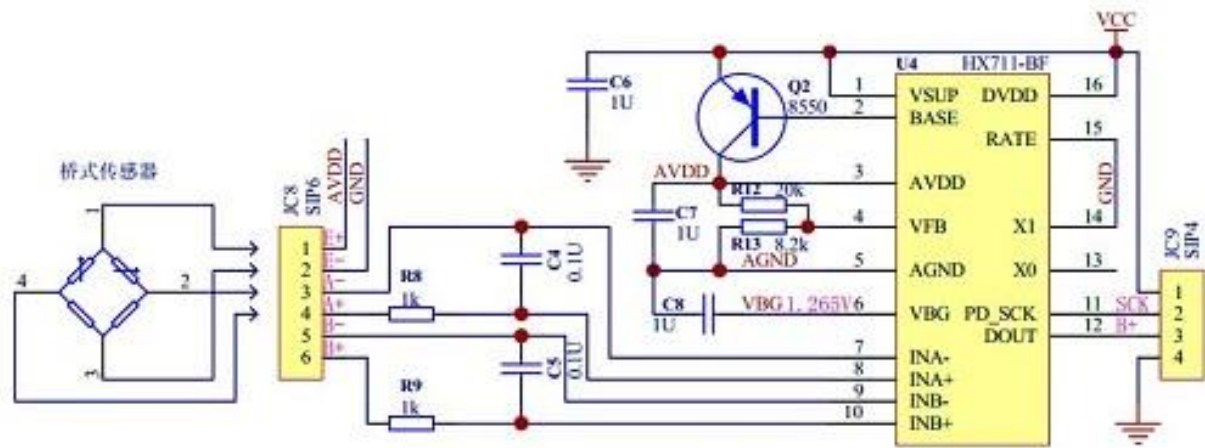 VCC
U4
HX711-BF
C6
1U
Q2
8550
1
VSUP
DVDD
16
2
BASE
RATE
15
桥式传感器
AVDD
GND
JC8
SIP6
AVDD
3
AVDD
GND
R12
20k
C7
1U
4
VFB
X1
14
R13
8.2k
AGND
5
AGND
X0
13
JC9
SIP4
1
2
3
4
E+
1
E-
2
A-
3
A+
4
B-
5
B+
6
C4
0.1U
R8
1k
C8
1U
VBG1.265V
6
VBG
PD_SCK
11
SCK
DOUT
12
B+
1
2
3
4
C5
0.1U
7
INA-
8
INA+
R9
1k
9
INB-
10
INB+